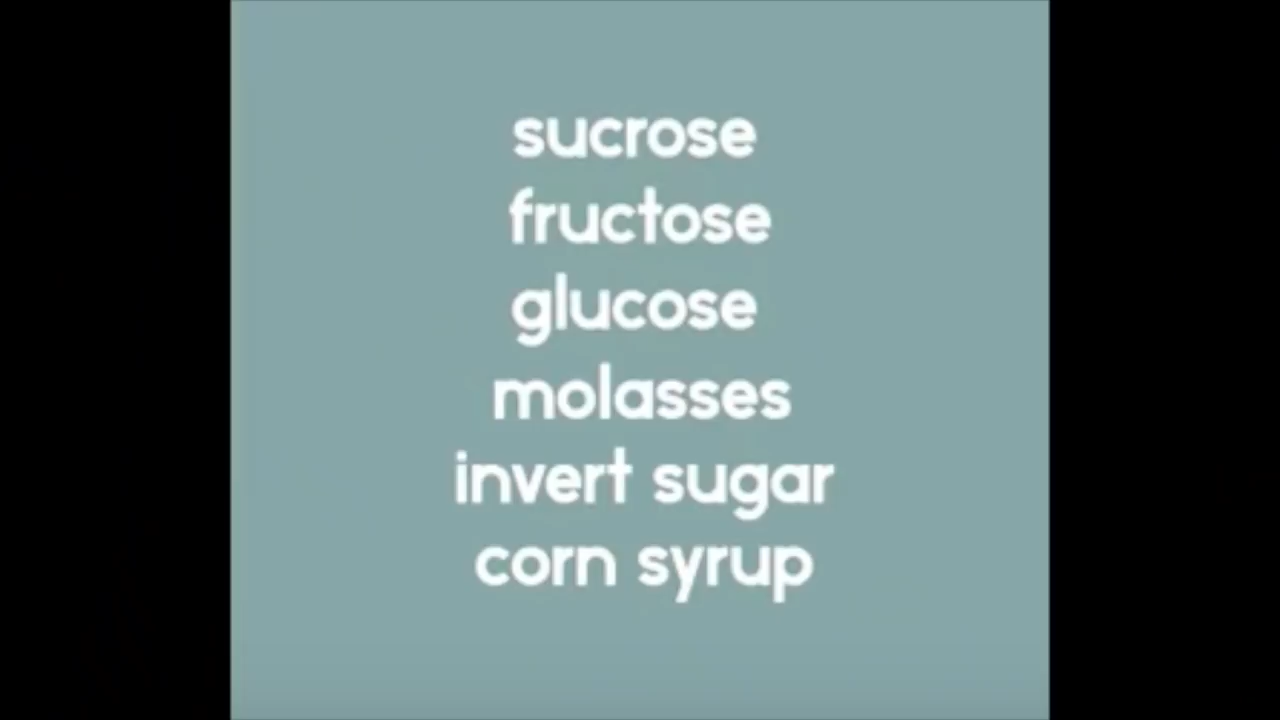 sucrose
fructose
glucose
molasses
invert sugar
corn syrup